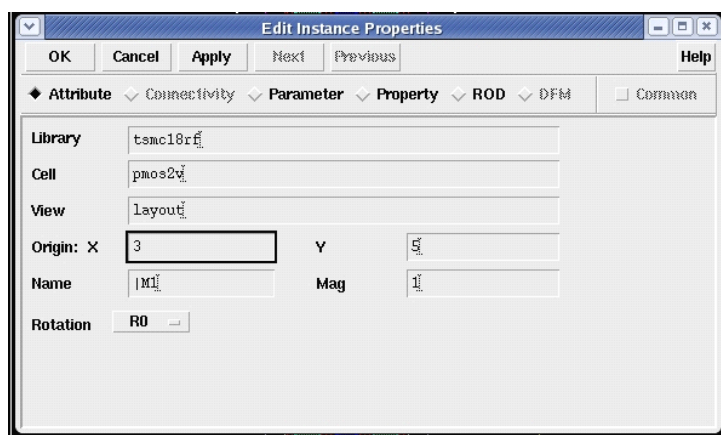 Edit Instance Properties
OK Cancel Apply Next Previous Help
Attribute Connectivity Parameter Property ROD DFM Common
Library tsmc18rf
Cell pmos2v
View layout
Origin: X 3 Y 5
Name |M1 Mag 1
Rotation R0